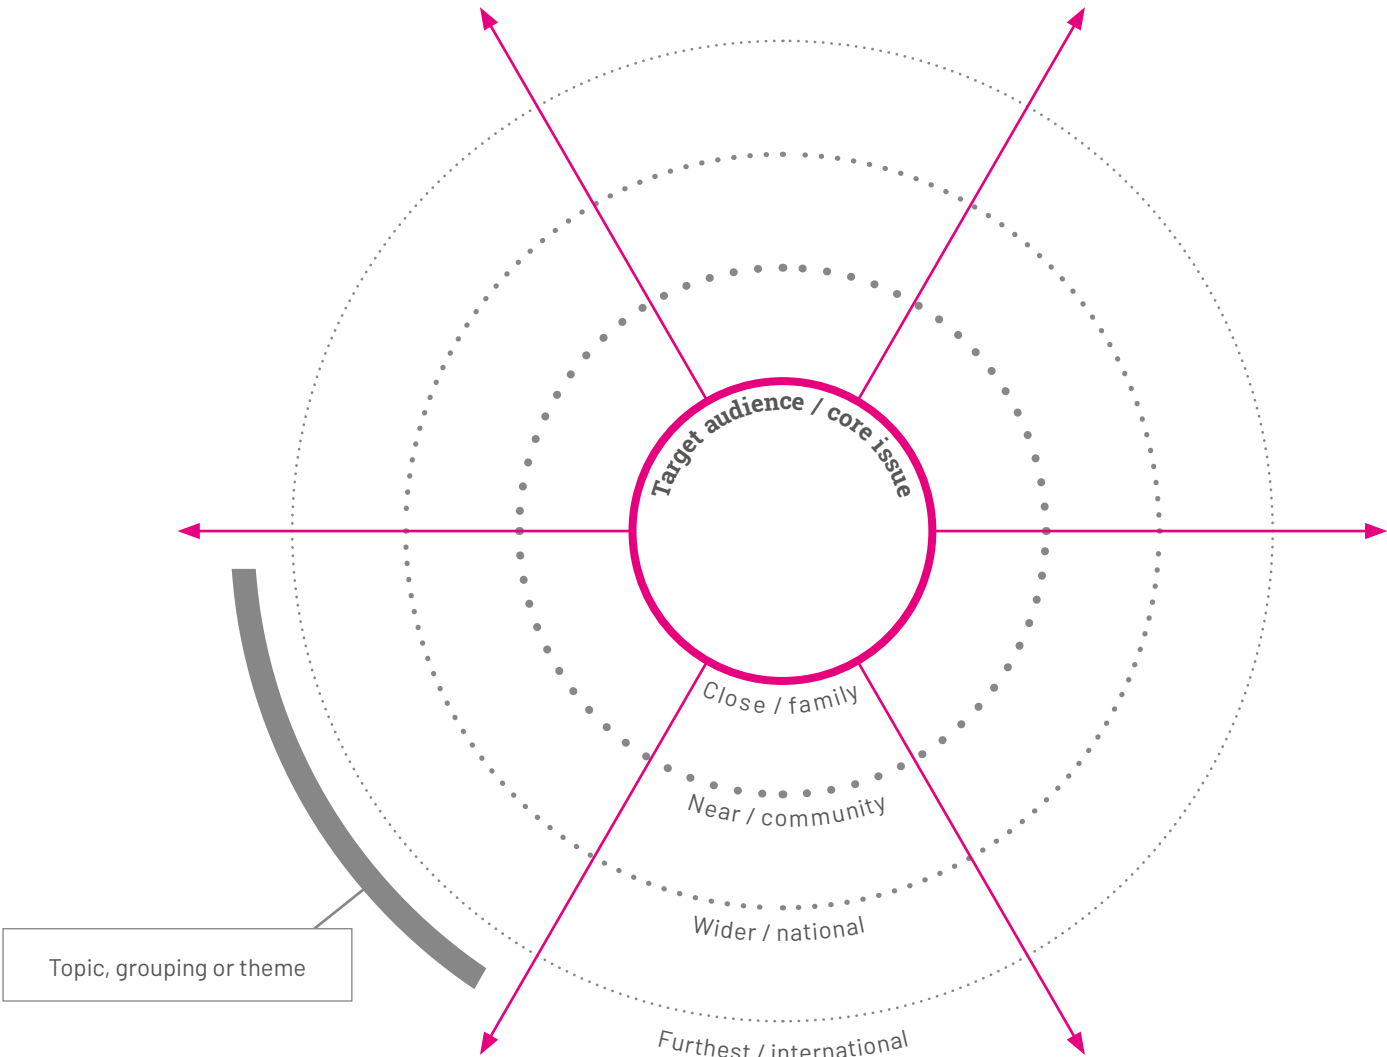 Target audience / core issue
Close / family
Near / community
Wider / national
Topic, grouping or theme
Furthest / international